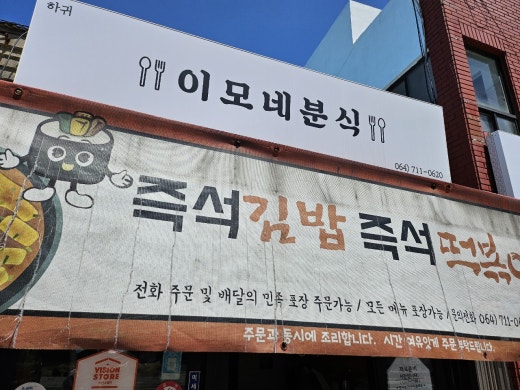 하귀
이모네분식
064) 711-0620
즉석김밥 즉석떡볶이
전화 주문 및 배달의 민족 포장 주문가능 / 모든 메뉴 포장가능 / 문의전화 064) 711-0
주문과 동시에 조리합니다. 시간 여유있게 주문 부탁드립니다.
VISION
STORE